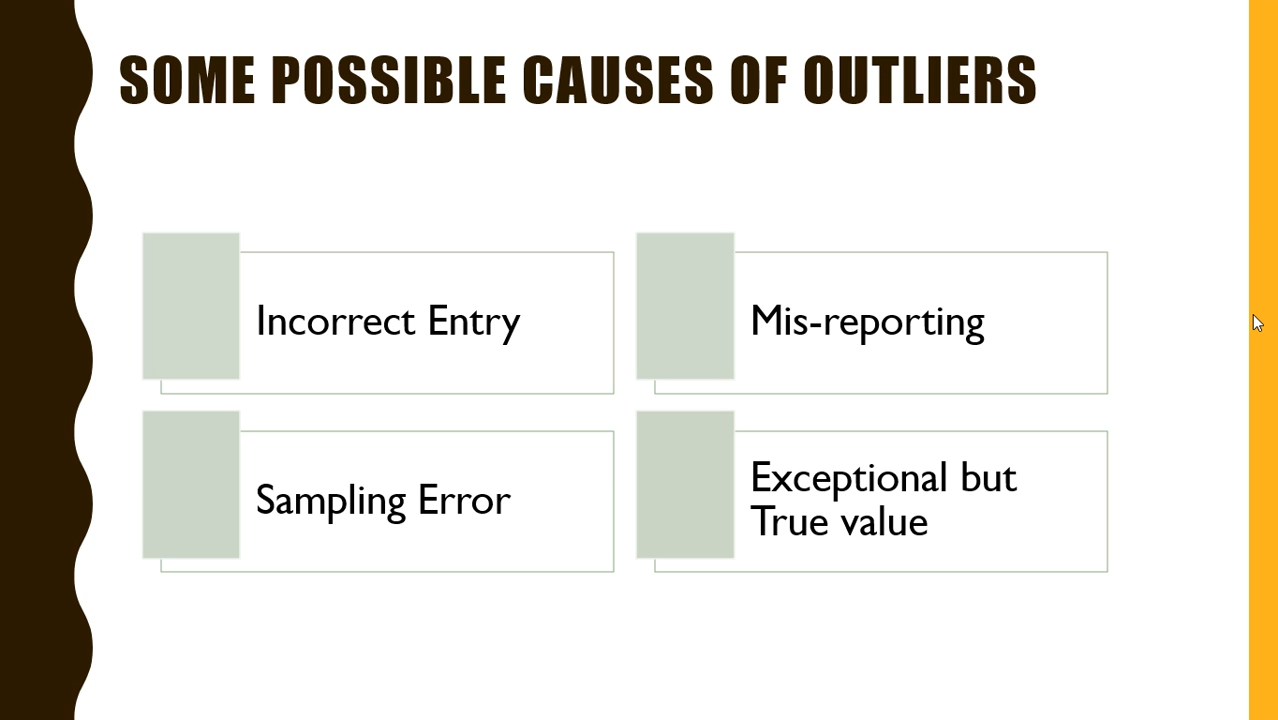 SOME POSSIBLE CAUSES OF OUTLIERS
Incorrect Entry
Mis-reporting
Sampling Error
Exceptional but
True value